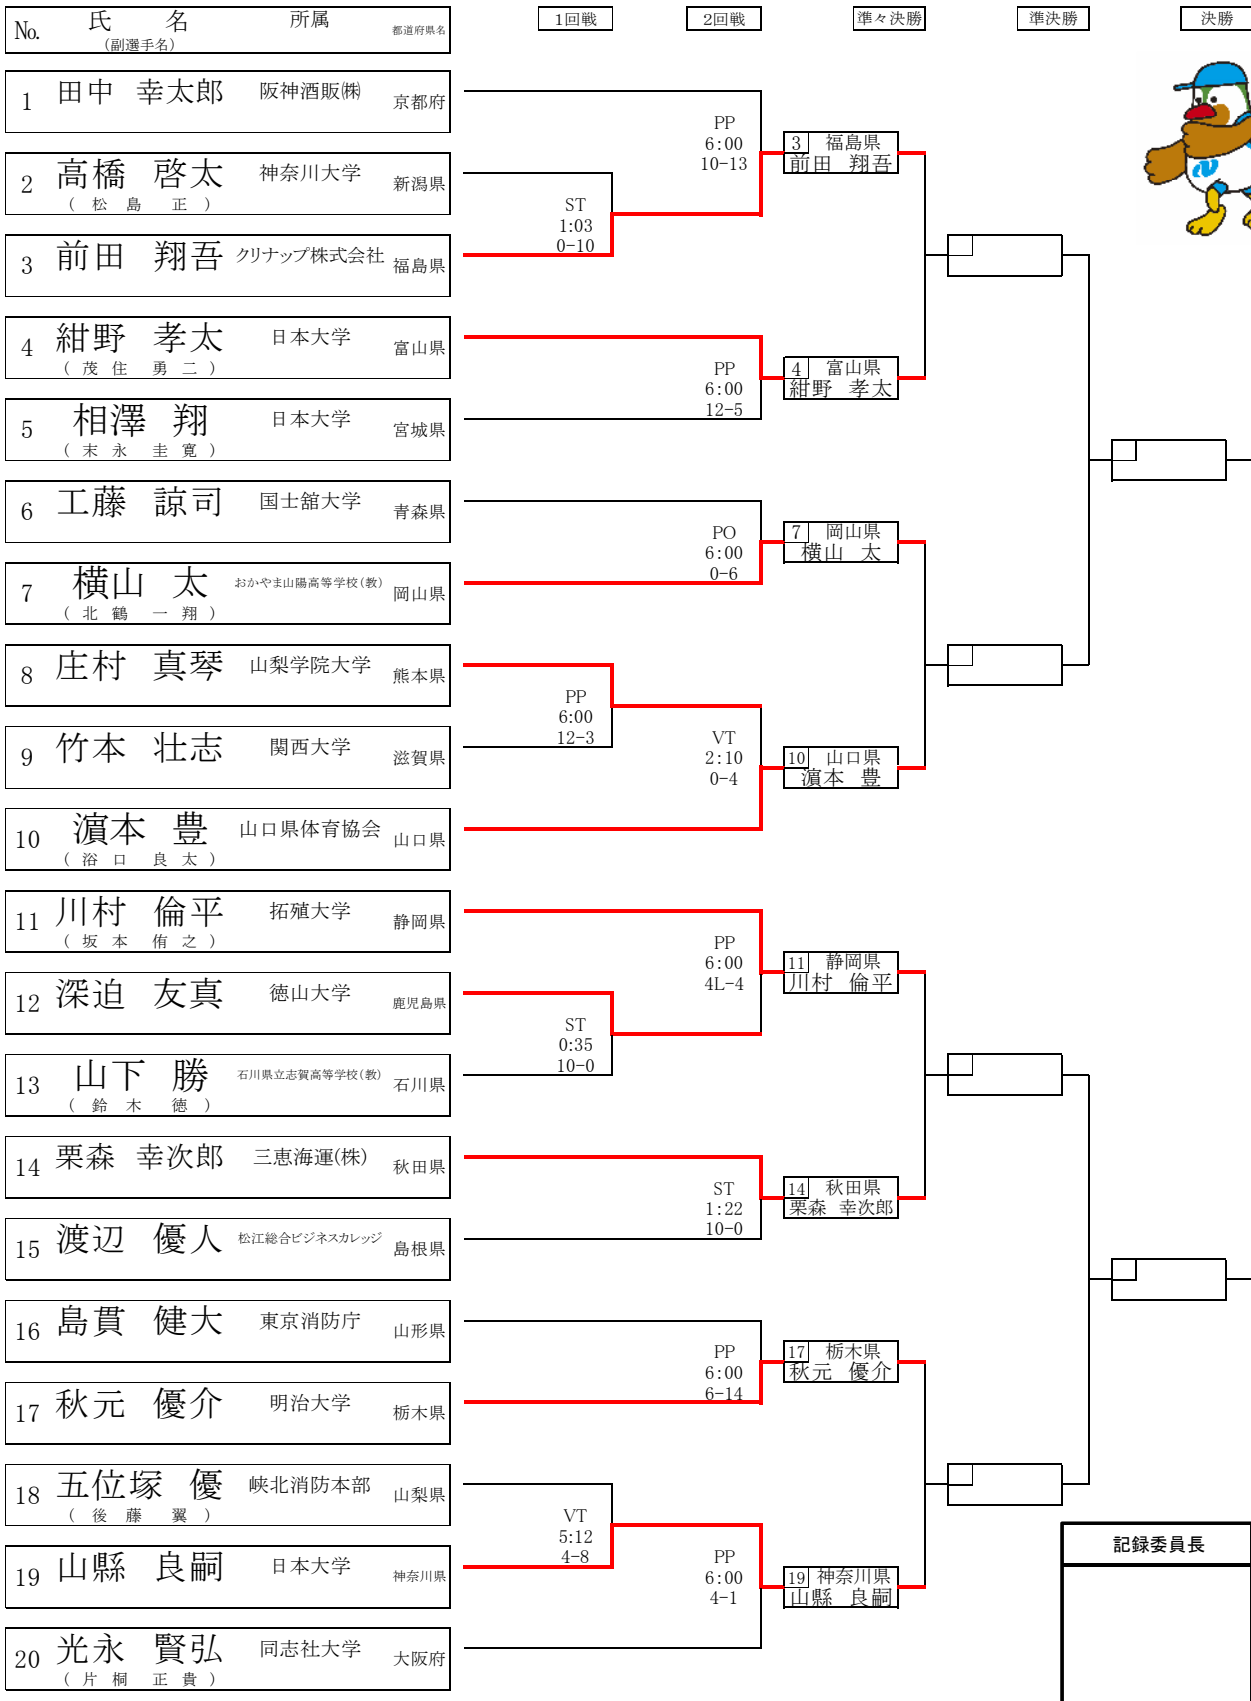 No. 氏 名 所属 都道府県名 1回戦 2回戦 準々決勝 準決勝 決勝
(副選手名)
1 田中 幸太郎 阪神酒販㈱ 京都府
2 高橋 啓太 神奈川大学 新潟県
( 松 島 正 )
3 前田 翔吾 クリナップ株式会社 福島県
4 紺野 孝太 日本大学 富山県
( 茂 住 勇 二 )
5 相澤 翔 日本大学 宮城県
( 末 永 圭 寛 )
6 工藤 諒司 国士舘大学 青森県
7 横山 太 おかやま山陽高等学校(教) 岡山県
( 北 鶴 一 翔 )
8 庄村 真琴 山梨学院大学 熊本県
9 竹本 壮志 関西大学 滋賀県
10 濵本 豊 山口県体育協会 山口県
( 浴 口 良 太 )
11 川村 倫平 拓殖大学 静岡県
( 坂 本 侑 之 )
12 深迫 友真 徳山大学 鹿児島県
13 山下 勝 石川県立志賀高等学校(教) 石川県
( 鈴 木 徳 )
14 栗森 幸次郎 三恵海運(株) 秋田県
15 渡辺 優人 松江総合ビジネスカレッジ 島根県
16 島貫 健大 東京消防庁 山形県
17 秋元 優介 明治大学 栃木県
18 五位塚 優 峡北消防本部 山梨県
( 後 藤 翼 )
19 山縣 良嗣 日本大学 神奈川県
20 光永 賢弘 同志社大学 大阪府
( 片 桐 正 貴 )
ST
1:03
0-10
PP
6:00
12-3
ST
0:35
10-0
VT
5:12
4-8
PP
6:00
10-13
PP
6:00
12-5
PO
6:00
0-6
VT
2:10
0-4
PP
6:00
4L-4
ST
1:22
10-0
PP
6:00
6-14
PP
6:00
4-1
3 福島県
前田 翔吾
4 富山県
紺野 孝太
7 岡山県
横山 太
10 山口県
濵本 豊
11 静岡県
川村 倫平
14 秋田県
栗森 幸次郎
17 栃木県
秋元 優介
19 神奈川県
山縣 良嗣
記録委員長